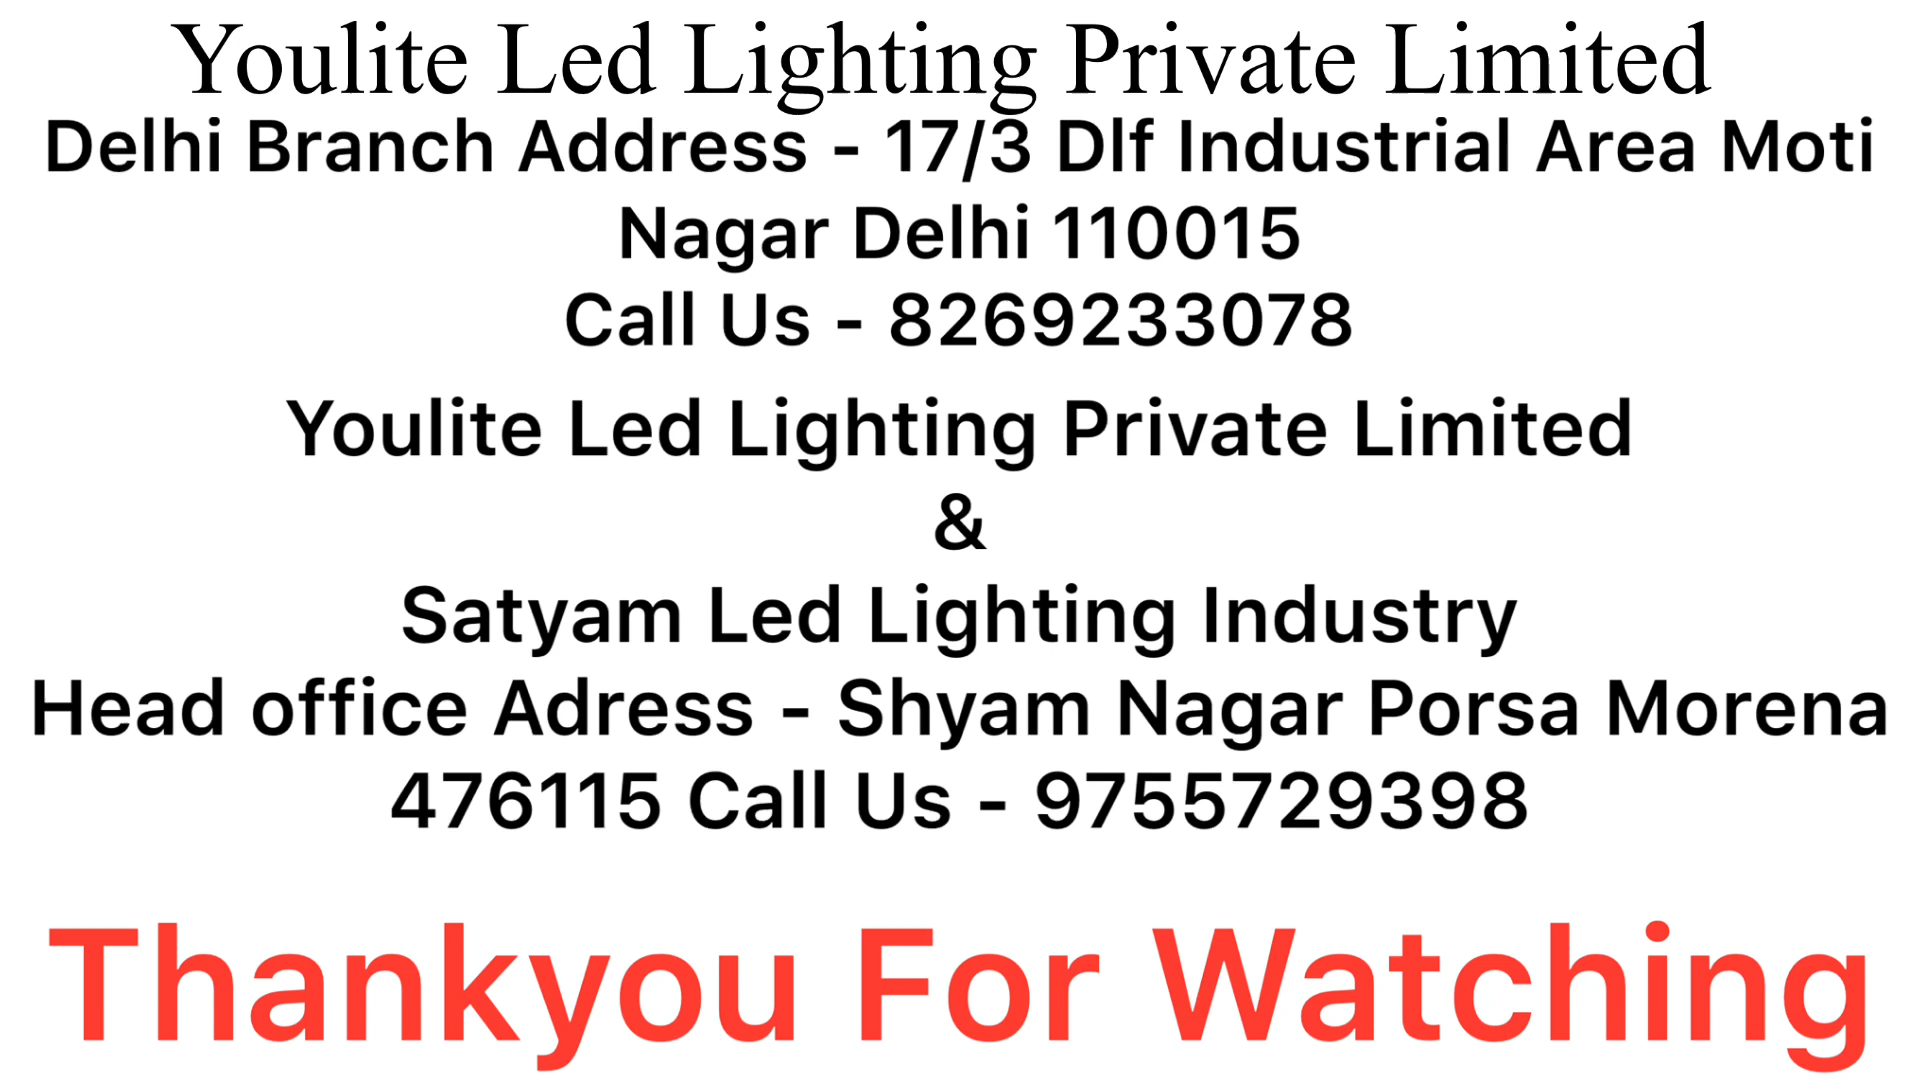 Youlite Led Lighting Private Limited
Delhi Branch Address - 17/3 Dlf Industrial Area Moti
Nagar Delhi 110015
Call Us - 8269233078
Youlite Led Lighting Private Limited
&
Satyam Led Lighting Industry
Head office Adress - Shyam Nagar Porsa Morena
476115 Call Us - 9755729398
Thankyou For Watching